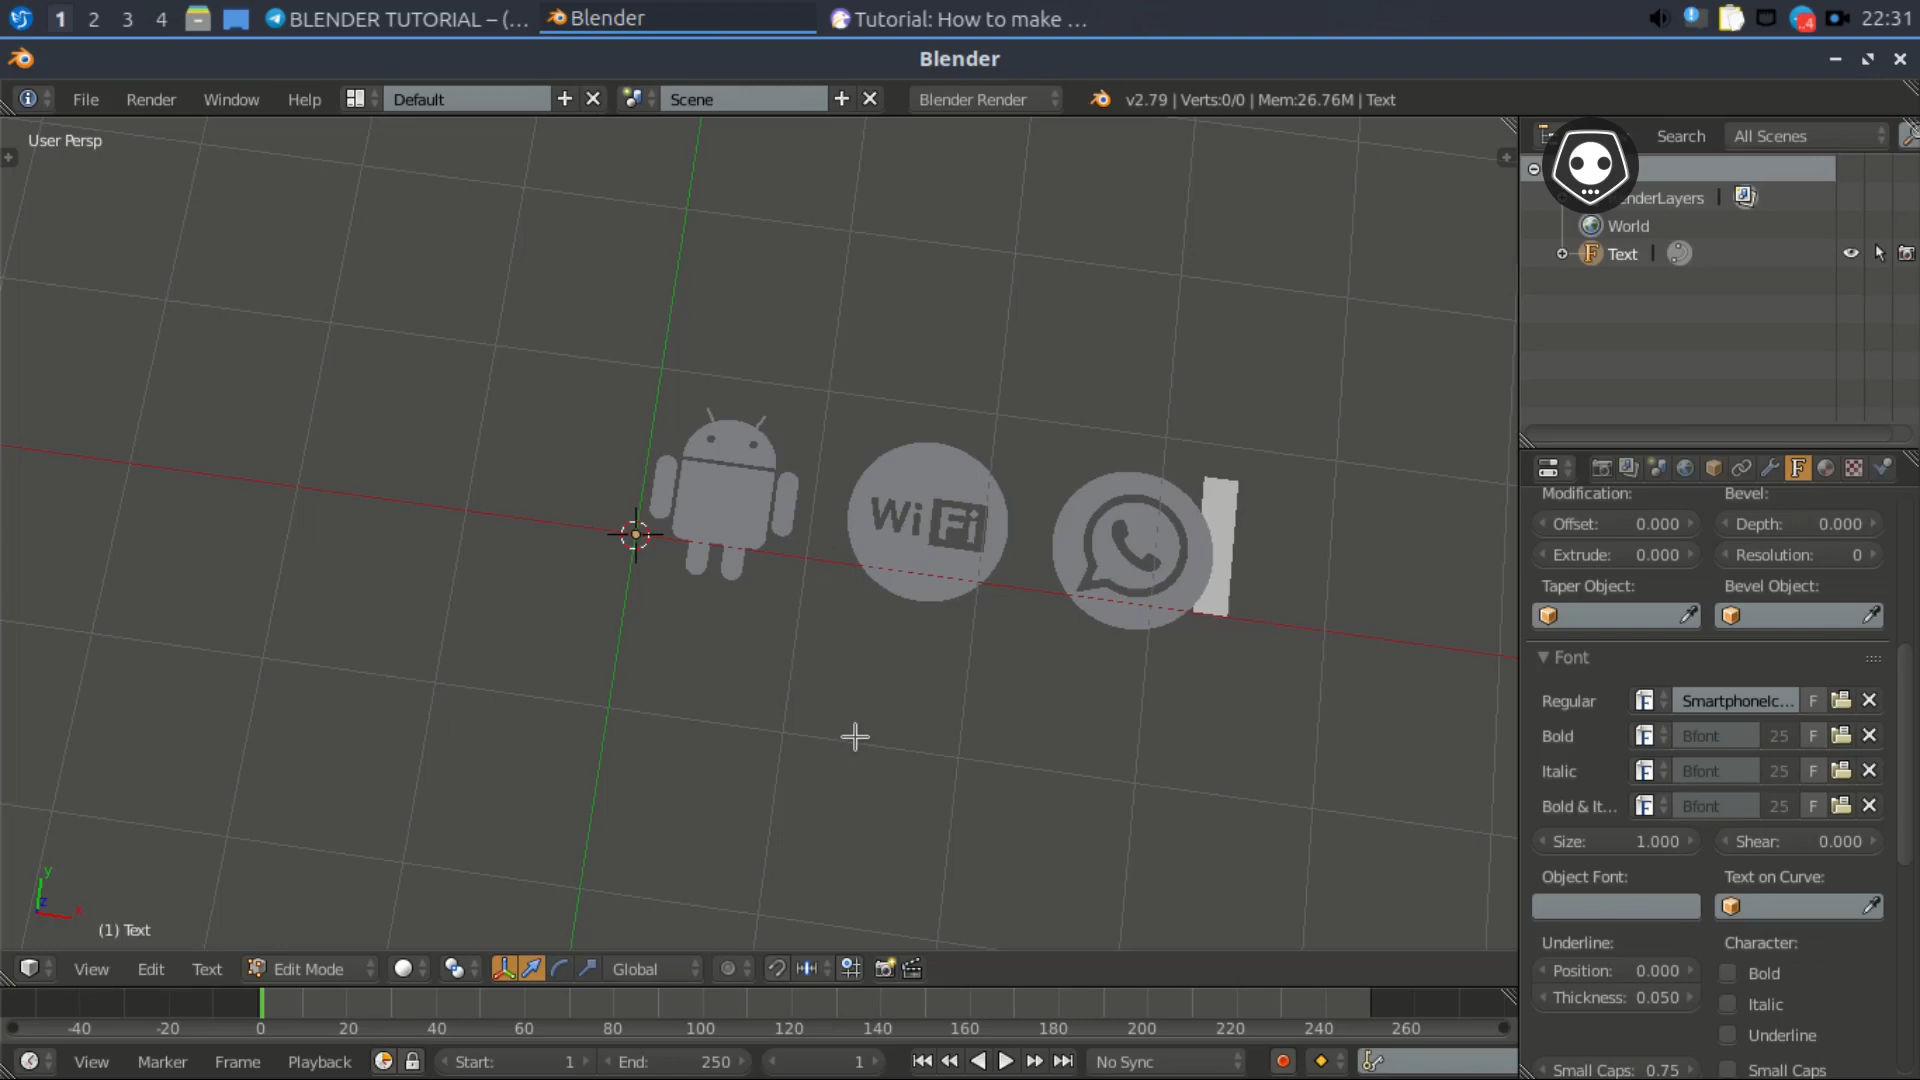 1 2 3 4 BLENDER TUTORIAL – (... Blender Tutorial: How to make ... 4 22:31
Blender
File Render Window Help Default Scene Blender Render v2.79 | Verts:0/0 | Mem:26.76M | Text
User Persp
Search All Scenes
World
Text
WiFi
Modification: Bevel:
Offset: 0.000 Depth: 0.000
Extrude: 0.000 Resolution: 0
Taper Object: Bevel Object:
Font
Regular SmartphoneIc... F
Bold Bfont 25 F
Italic Bfont 25 F
Bold & It... Bfont 25 F
Size: 1.000 Shear: 0.000
Object Font: Text on Curve:
Underline: Character:
Position: 0.000 Bold
Thickness: 0.050 Italic
Underline
Small Caps: 0.75 Small Caps
y
z
x
(1) Text
View Edit Text Edit Mode Global
-40 -20 0 20 40 60 80 100 120 140 160 180 200 220 240 260
View Marker Frame Playback Start: 1 End: 250 1 No Sync